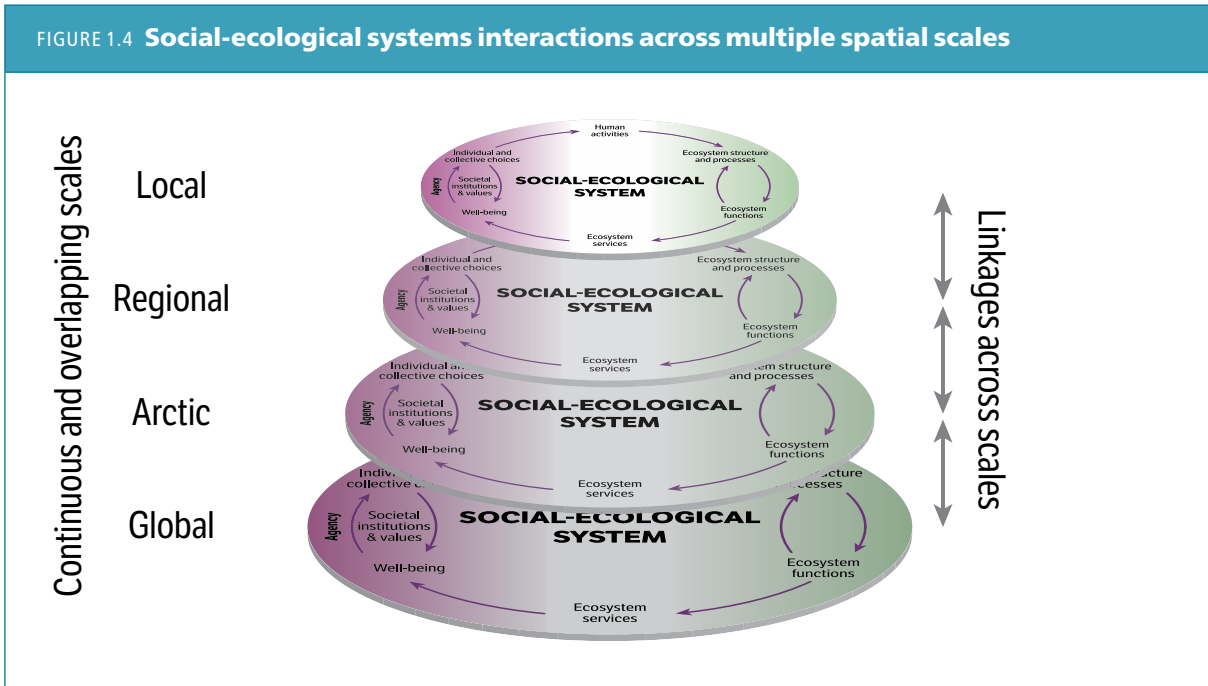 FIGURE 1.4 Social-ecological systems interactions across multiple spatial scales
Continuous and overlapping scales
Local
Human
activities
Individual and
collective choices
Ecosystem structure
and processes
Agency
Societal
institutions
& values
SOCIAL-ECOLOGICAL
SYSTEM
Well-being
Ecosystem
functions
Ecosystem
services
Regional
Individual and
collective choices
Ecosystem structure
and processes
Agency
Societal
institutions
& values
SOCIAL-ECOLOGICAL
SYSTEM
Well-being
Ecosystem
functions
Ecosystem
services
Arctic
Individual and
collective choices
structure
and processes
Agency
Societal
institutions
& values
SOCIAL-ECOLOGICAL
SYSTEM
Well-being
Ecosystem
functions
Ecosystem
services
Global
collective
Agency
Societal
institutions
& values
SOCIAL-ECOLOGICAL
SYSTEM
Well-being
Ecosystem
functions
Ecosystem
services
Linkages across scales